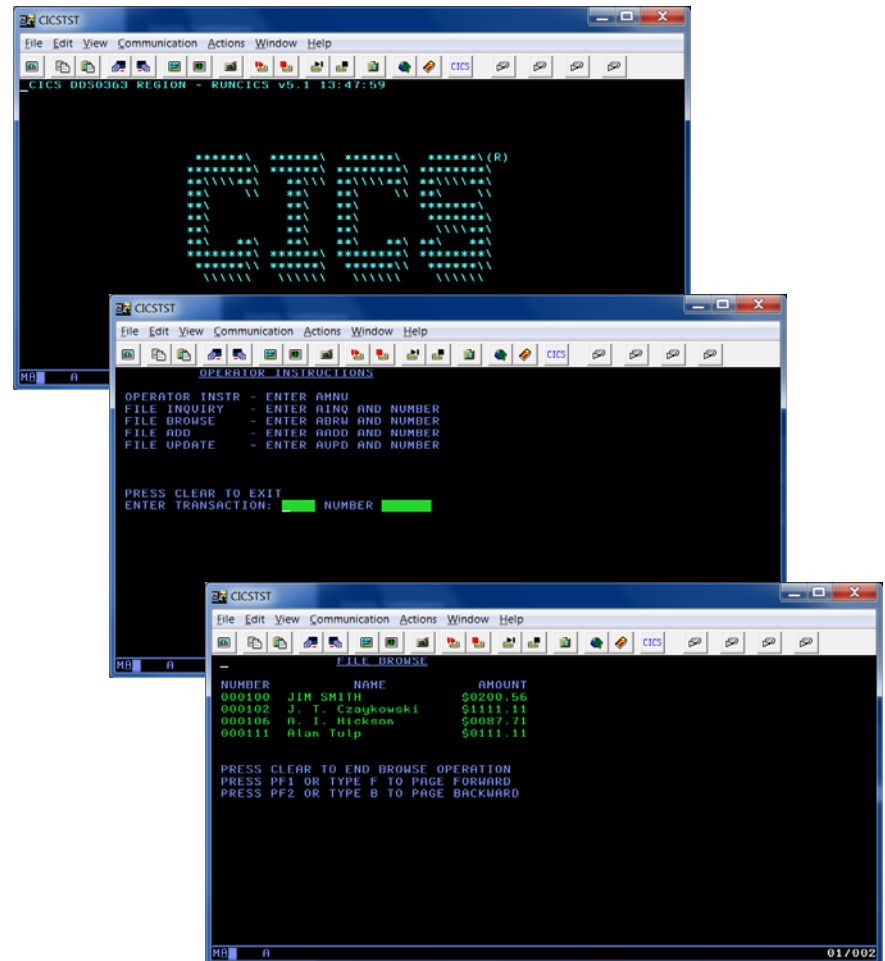 CICSTST
File Edit View Communication Actions Window Help
CICS
CICS DDS0363 REGION - RUNCICS v5.1 13:47:59
******\ ******\ ******\ ******\(R)
********\ ********\ ********\ ********\
**\\\\**\ **\\\ **\\\\**\ **\\\\**\
**\ \\ **\ **\ \\ **\ \\
**\ **\ **\ *******\
**\ **\ **\ *******\
**\ **\ **\ \\\\**\
**\ **\ **\ **\ **\ **\ **\
********\ ******\ ********\ ********\
******\\ ******\ ******\\ ******\\
\\\\\\ \\\\\\ \\\\\\ \\\\\\
MA A
CICSTST
File Edit View Communication Actions Window Help
CICS
OPERATOR INSTRUCTIONS
OPERATOR INSTR - ENTER AMNU
FILE INQUIRY - ENTER AINQ AND NUMBER
FILE BROWSE - ENTER ABRW AND NUMBER
FILE ADD - ENTER AADD AND NUMBER
FILE UPDATE - ENTER AUPD AND NUMBER
PRESS CLEAR TO EXIT
ENTER TRANSACTION: NUMBER
MA A
CICSTST
File Edit View Communication Actions Window Help
CICS
FILE BROWSE
NUMBER NAME AMOUNT
000100 JIM SMITH $0200.56
000102 J. T. Czaykowski $1111.11
000106 A. I. Hickson $0087.71
000111 Alan Tulp $0111.11
PRESS CLEAR TO END BROWSE OPERATION
PRESS PF1 OR TYPE F TO PAGE FORWARD
PRESS PF2 OR TYPE B TO PAGE BACKWARD
MA A 01/002